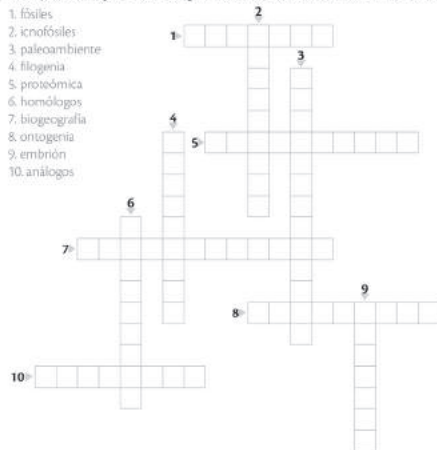 1. fósiles
2. icnofósiles
3. paleoambiente
4. filogenia
5. proteómica
6. homólogos
7. biogeografía
8. ontogenia
9. embrión
10. análogos
2
1
3
4
5
6
7
9
8
10